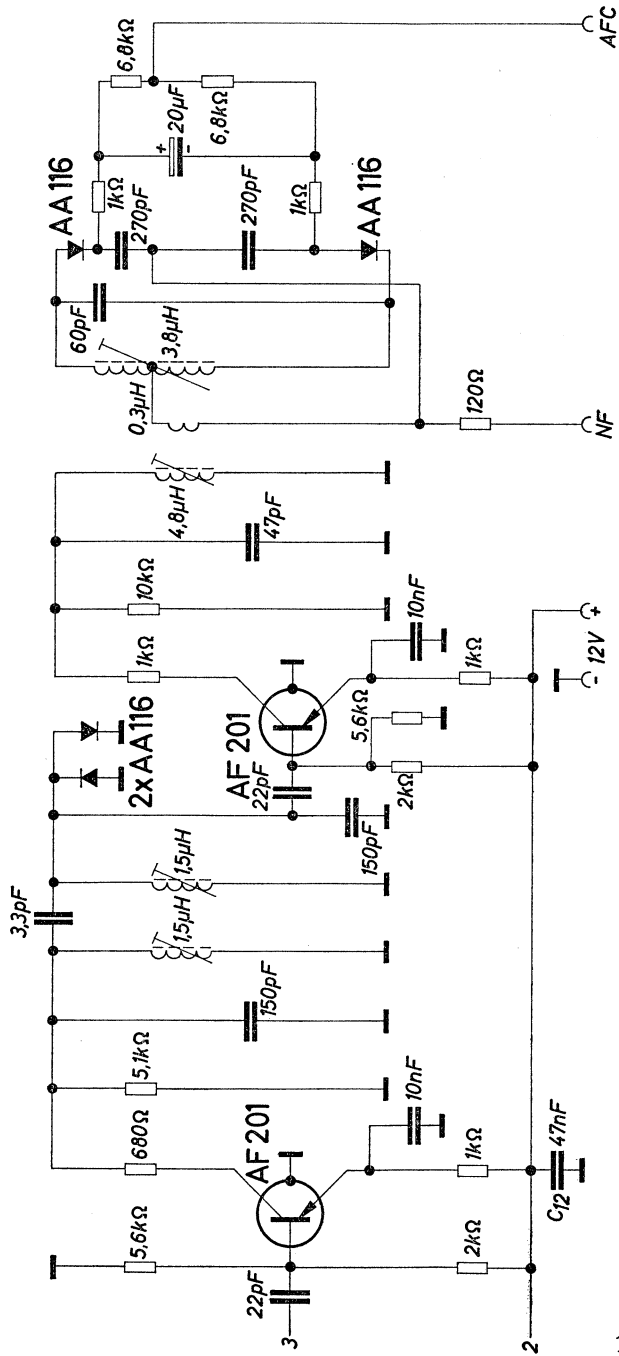 3
22pF
5,6kΩ
AF201
680Ω
5,1kΩ
150pF
10nF
1kΩ
2kΩ
2
C12
47nF
3,3pF
1,5µH
1,5µH
2xAA116
AF 201
22pF
150pF
2kΩ
5,6kΩ
1kΩ
10kΩ
10nF
1kΩ
- 12V +
47pF
4,8µH
0,3µH
3,8µH
60pF
AA116
1kΩ
270pF
270pF
1kΩ
AA116
+
20µF
-
6,8kΩ
6,8kΩ
120Ω
NF
AFC